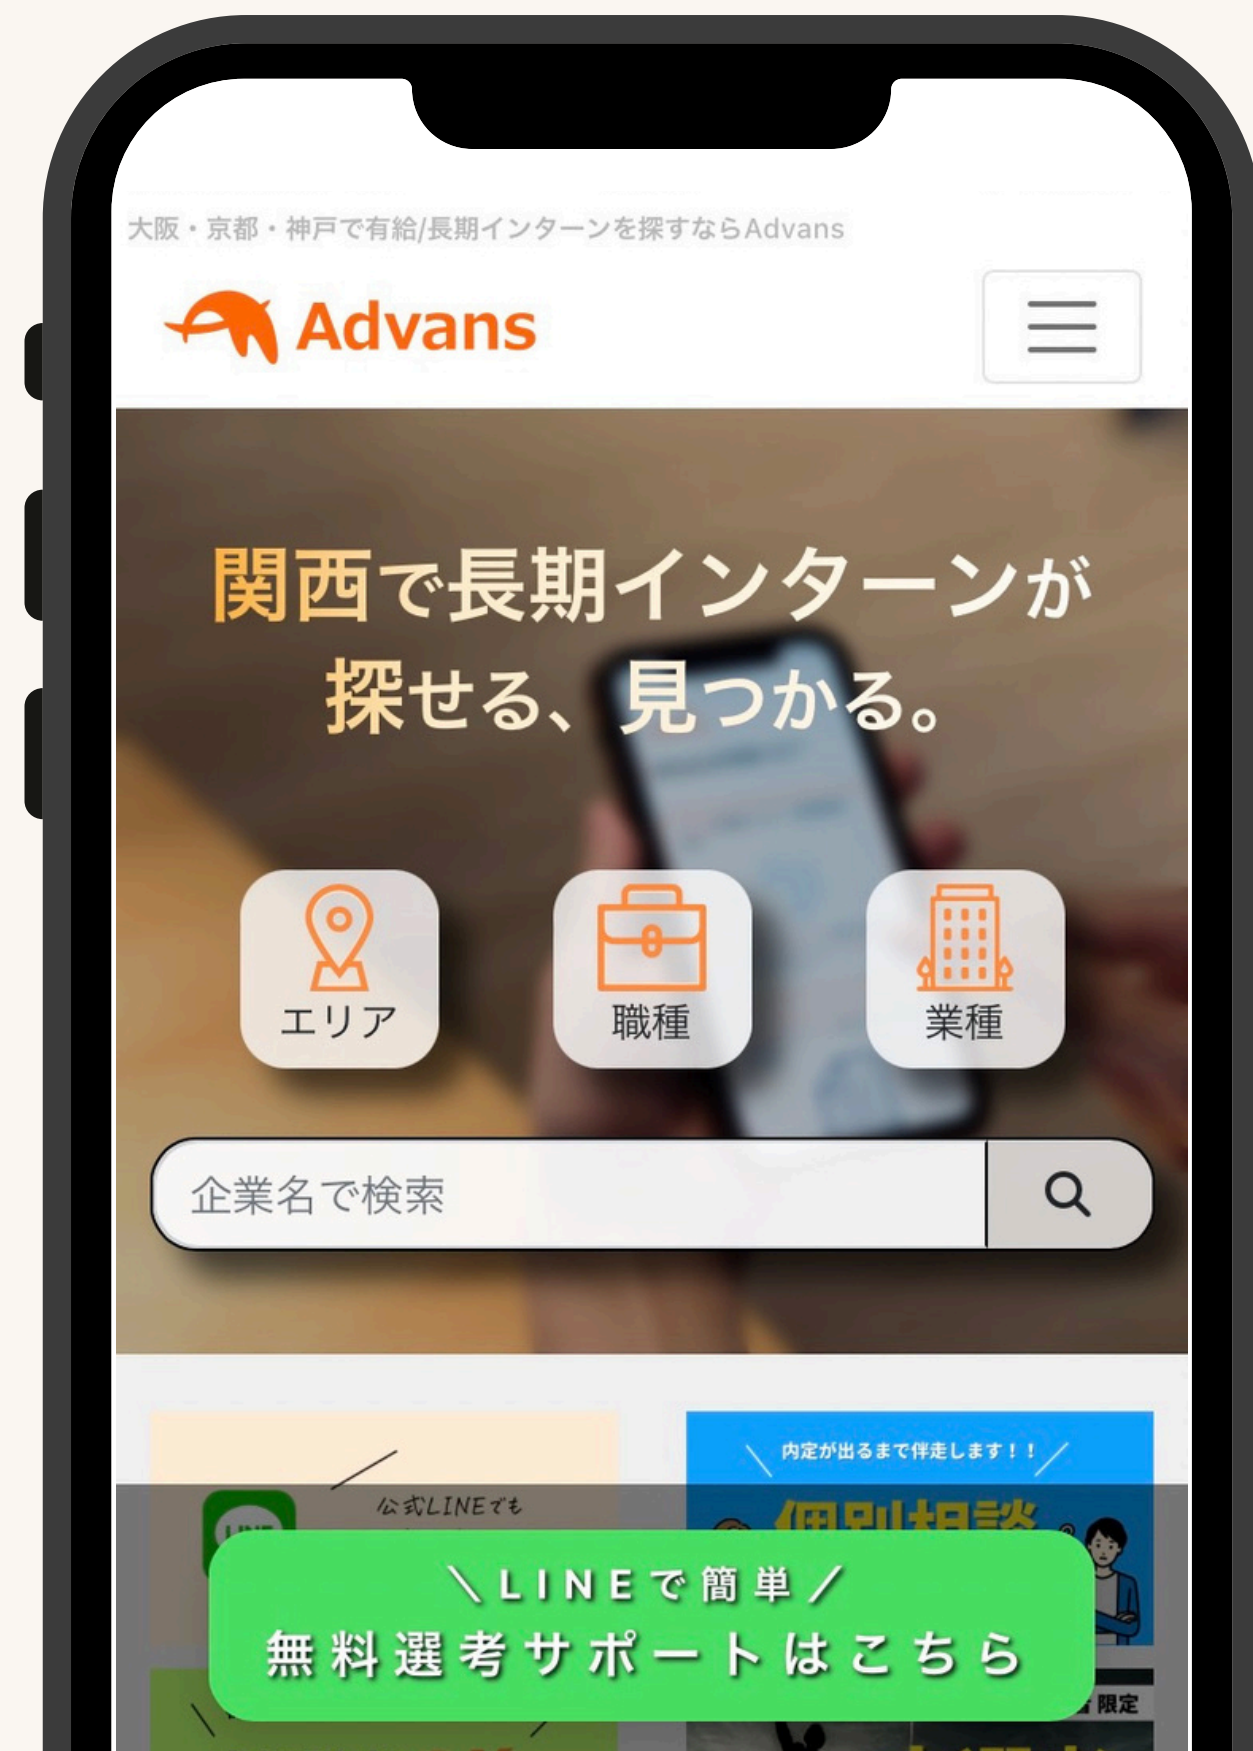 大阪・京都・神戸で有給/長期インターンを探すならAdvans
Advans
関西で長期インターンが
探せる、見つかる。
エリア
職種
業種
企業名で検索
内定が出るまで伴走します！！
公式LINEでも
個別相談
＼LINEで簡単／
無料選考サポートはこちら
限定